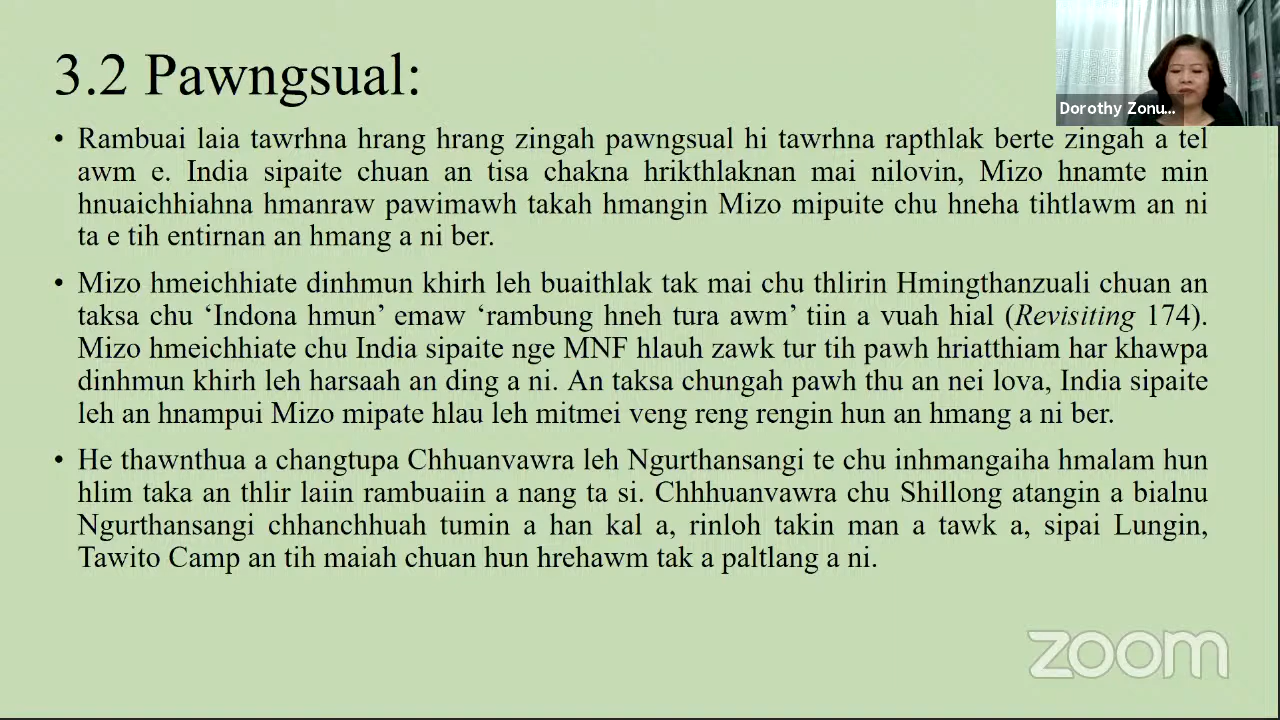 3.2 Pawngsual:
Dorothy Zonu...
• Rambuai laia tawrhna hrang hrang zingah pawngsual hi tawrhna rapthlak berte zingah a tel
awm e. India sipaite chuan an tisa chakna hrikthlaknan mai nilovin, Mizo hnamte min
hnuaichhiahna hmanraw pawimawh takah hmangin Mizo mipuite chu hneha tihtlawm an ni
ta e tih entirnan an hmang a ni ber.
• Mizo hmeichhiate dinhmun khirh leh buaithlak tak mai chu thlirin Hmingthanzuali chuan an
taksa chu ‘Indona hmun’ emaw ‘rambung hneh tura awm’ tiin a vuah hial (Revisiting 174).
Mizo hmeichhiate chu India sipaite nge MNF hlauh zawk tur tih pawh hriatthiam har khawpa
dinhmun khirh leh harsaah an ding a ni. An taksa chungah pawh thu an nei lova, India sipaite
leh an hnampui Mizo mipate hlau leh mitmei veng reng rengin hun an hmang a ni ber.
• He thawnthua a changtupa Chhuanvawra leh Ngurthansangi te chu inhmangaiha hmalam hun
hlim taka an thlir laiin rambuaiin a nang ta si. Chhhuanvawra chu Shillong atangin a bialnu
Ngurthansangi chhanchhuah tumin a han kal a, rinloh takin man a tawk a, sipai Lungin,
Tawito Camp an tih maiah chuan hun hrehawm tak a paltlang a ni.
zoom